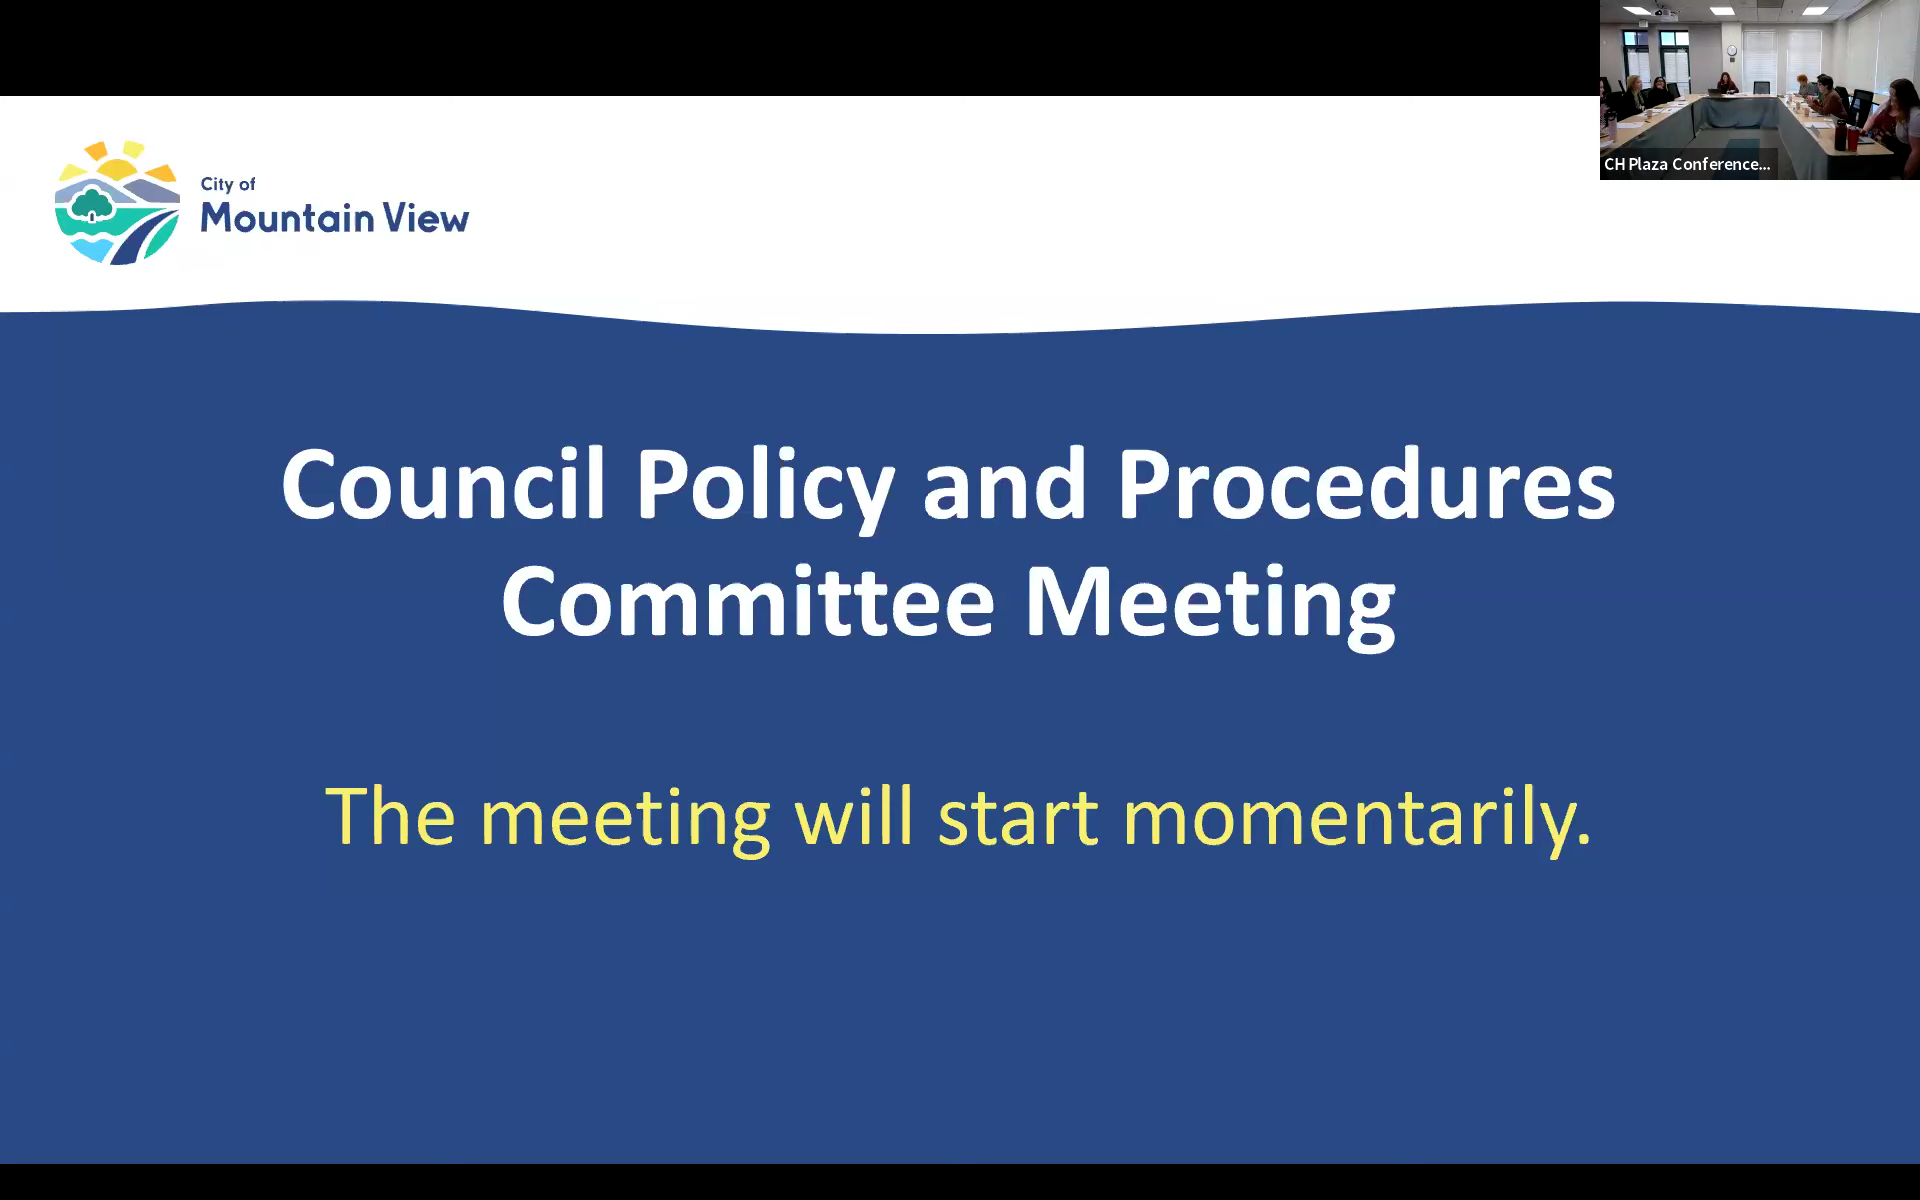 CH Plaza Conference...
City of
Mountain View
Council Policy and Procedures
Committee Meeting
The meeting will start momentarily.